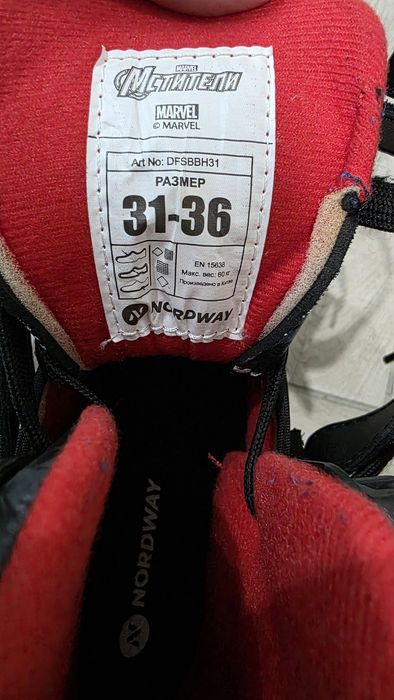 MARVEL
МСТИТЕЛИ
MARVEL
© MARVEL
Art No: DFSBBH31
РАЗМЕР
31-36
EN 15638
Макс. вес: 60 кг
Произведено в Китае
NORDWAY
NORDWAY